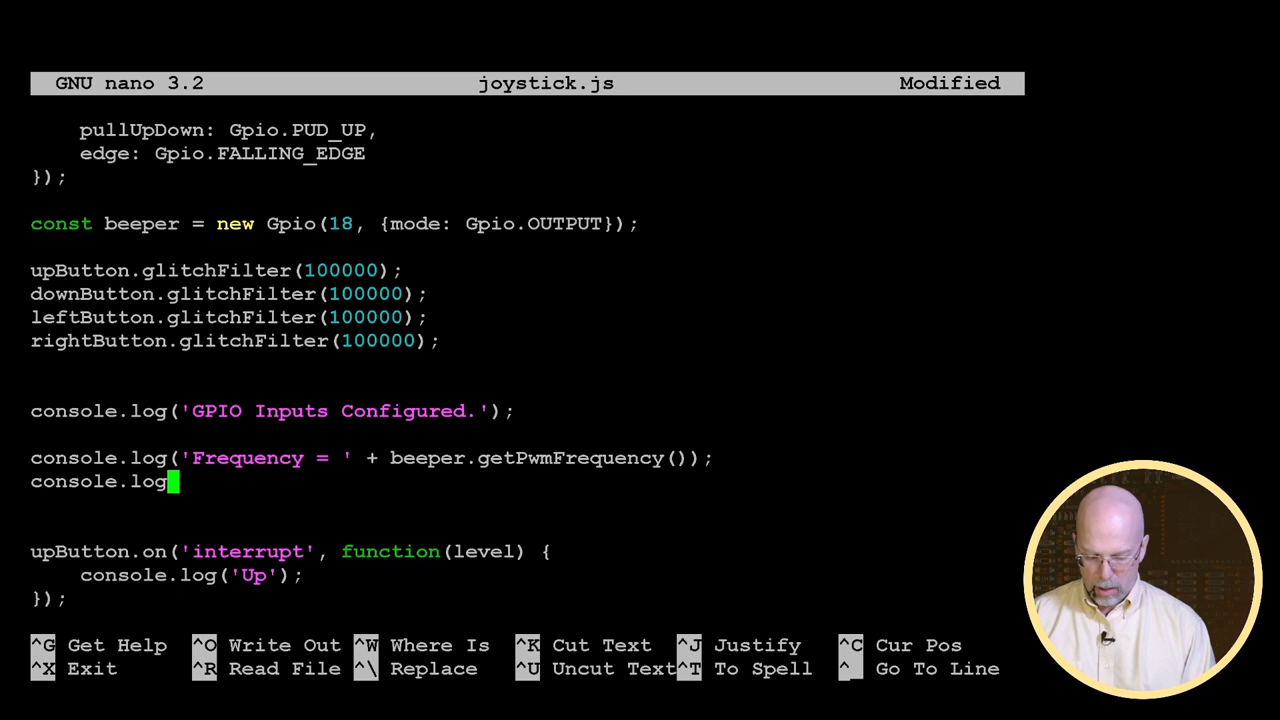 GNU nano 3.2 joystick.js Modified
pullUpDown: Gpio.PUD_UP,
edge: Gpio.FALLING_EDGE
});
const beeper = new Gpio(18, {mode: Gpio.OUTPUT});
upButton.glitchFilter(100000);
downButton.glitchFilter(100000);
leftButton.glitchFilter(100000);
rightButton.glitchFilter(100000);
console.log('GPIO Inputs Configured.');
console.log('Frequency = ' + beeper.getPwmFrequency());
console.log
upButton.on('interrupt', function(level) {
console.log('Up');
});
^G Get Help ^O Write Out ^W Where Is ^K Cut Text ^J Justify ^C Cur Pos
^X Exit ^R Read File ^\ Replace ^U Uncut Text ^T To Spell ^_ Go To Line